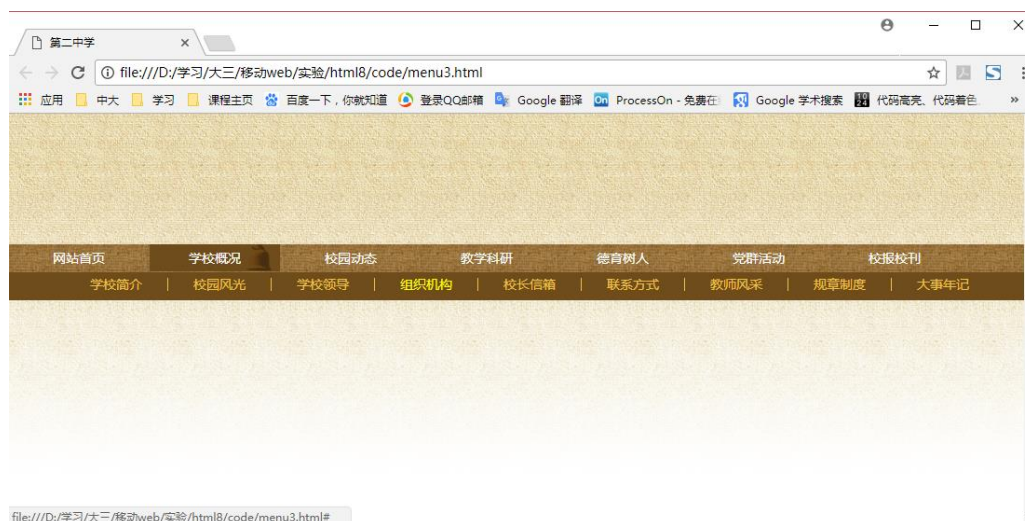 第二中学
file:///D:/学习/大三/移动web/实验/html8/code/menu3.html
应用 中大 学习 课程主页 百度一下，你就知道 登录QQ邮箱 Google 翻译 On ProcessOn - 免费在 Google 学术搜索 1024 代码高亮、代码着色 »
网站首页 学校概况 校园动态 教学科研 德育树人 党群活动 校报校刊
学校简介 | 校园风光 | 学校领导 | 组织机构 | 校长信箱 | 联系方式 | 教师风采 | 规章制度 | 大事年记
file:///D:/学习/大三/移动web/实验/html8/code/menu3.html#